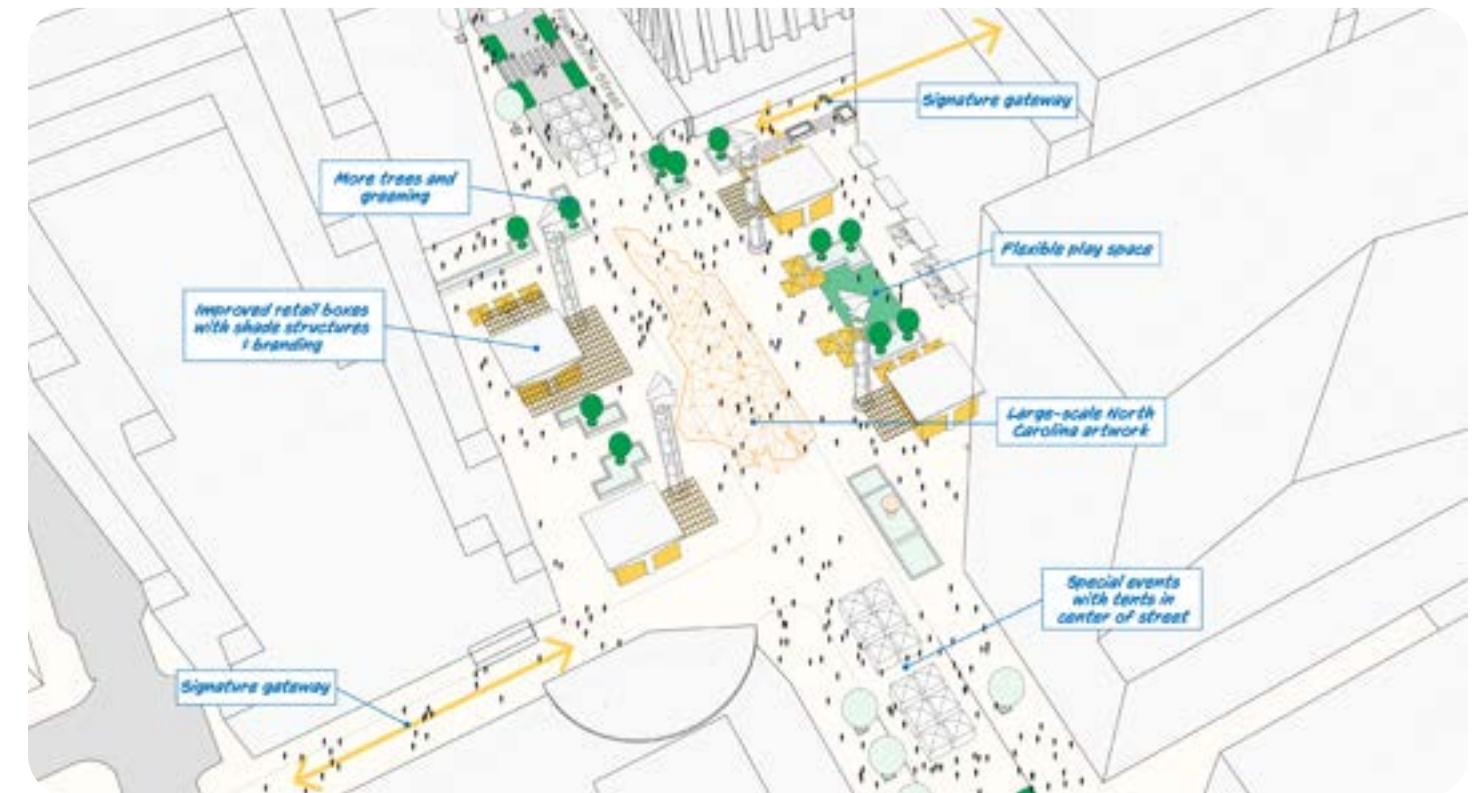 Signature gateway
More trees and
greening
Flexible play space
Improved retail boxes
with shade structures
& branding
Large-scale North
Carolina artwork
Special events
with tents in
center of street
Signature gateway